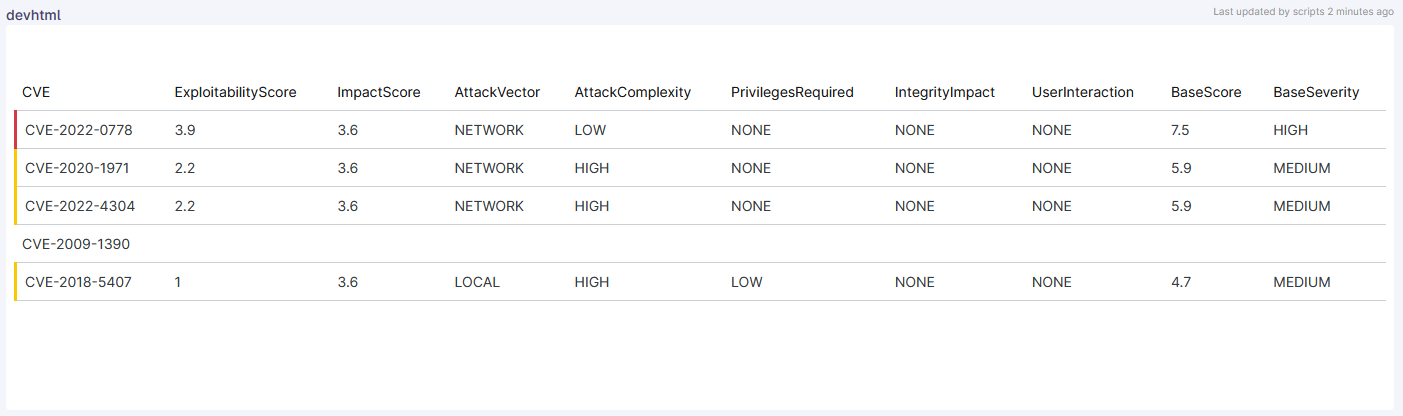 devhtml
Last updated by scripts 2 minutes ago
CVE ExploitabilityScore ImpactScore AttackVector AttackComplexity PrivilegesRequired IntegrityImpact UserInteraction BaseScore BaseSeverity
CVE-2022-0778 3.9 3.6 NETWORK LOW NONE NONE NONE 7.5 HIGH
CVE-2020-1971 2.2 3.6 NETWORK HIGH NONE NONE NONE 5.9 MEDIUM
CVE-2022-4304 2.2 3.6 NETWORK HIGH NONE NONE NONE 5.9 MEDIUM
CVE-2009-1390
CVE-2018-5407 1 3.6 LOCAL HIGH LOW NONE NONE 4.7 MEDIUM